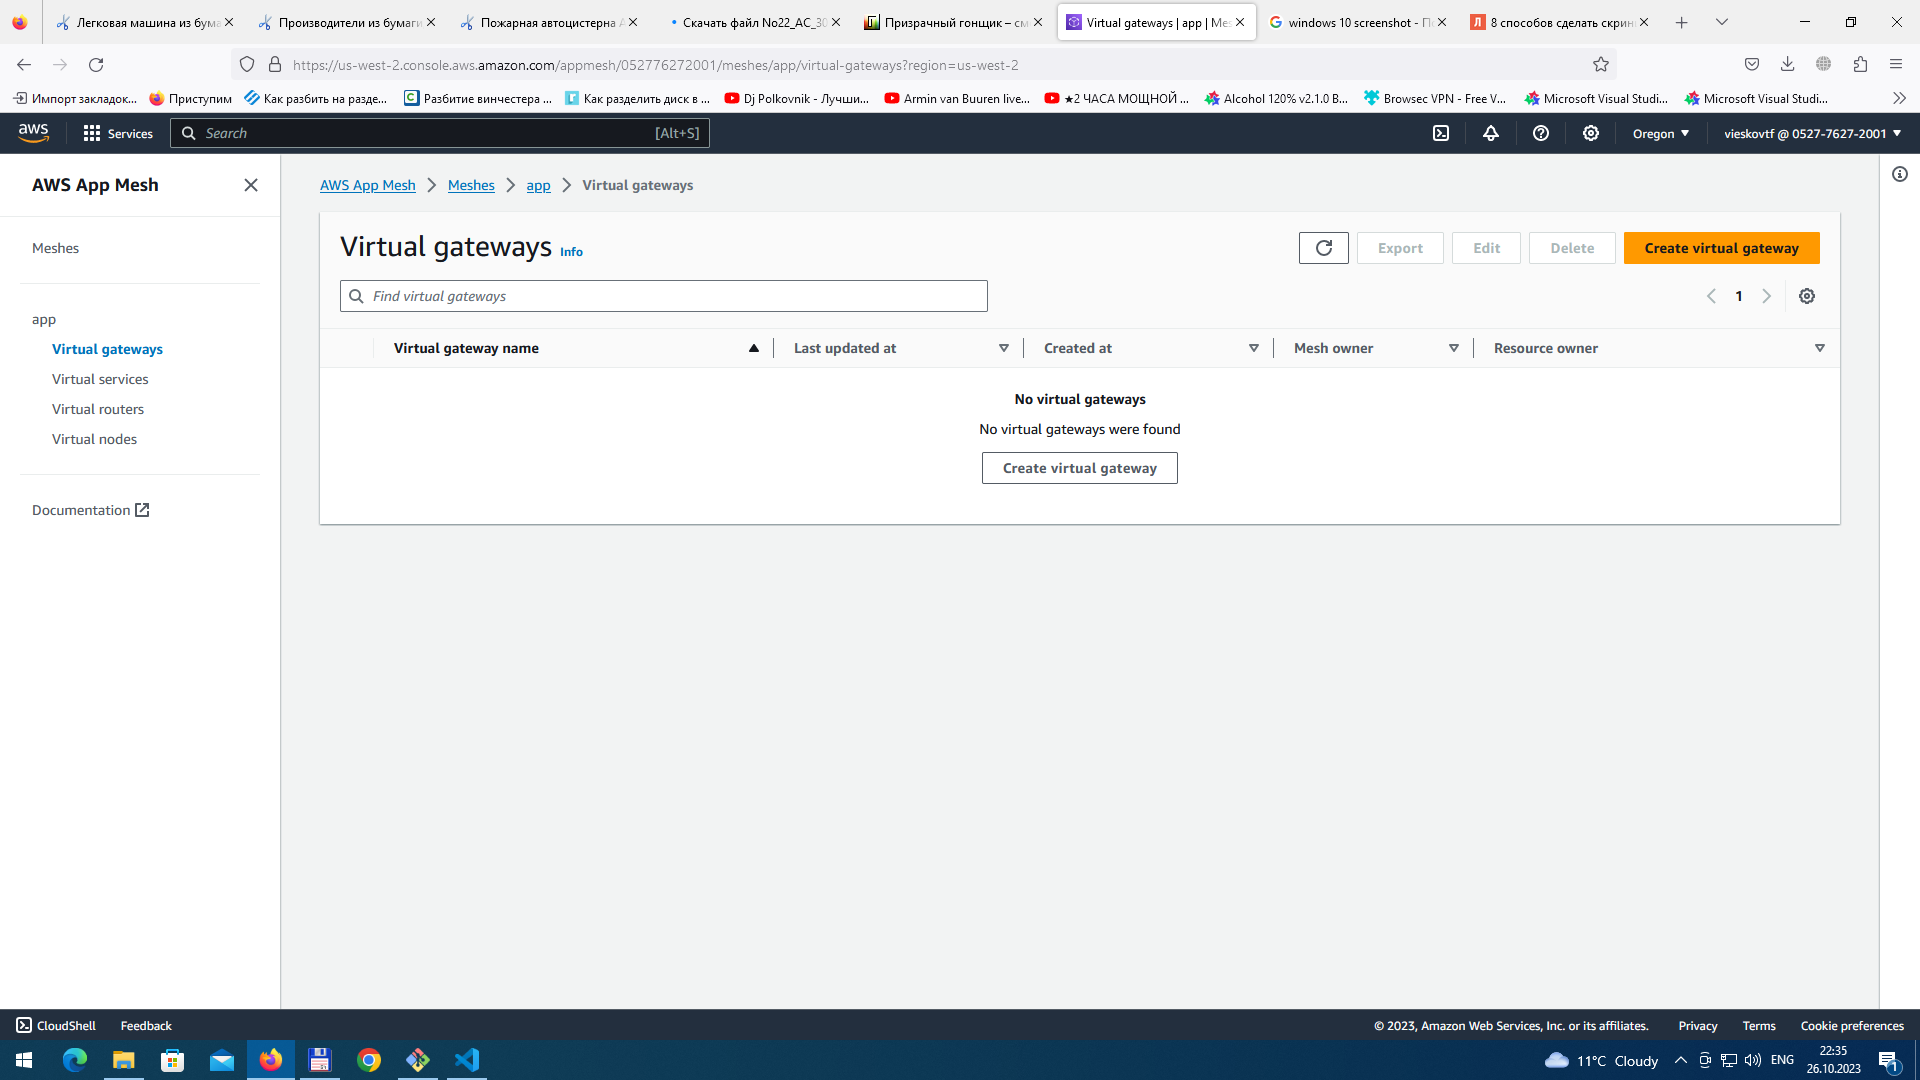 Легковая машина из бума
Производители из бумаги
Пожарная автоцистерна А
Скачать файл No22_AC_30
Призрачный гонщик – см
Virtual gateways | app | Mes
windows 10 screenshot - По
8 способов сделать скрин
https://us-west-2.console.aws.amazon.com/appmesh/052776272001/meshes/app/virtual-gateways?region=us-west-2
Импорт закладок...
Приступим
Как разбить на разде...
Разбитие винчестера ...
Как разделить диск в ...
Dj Polkovnik - Лучши...
Armin van Buuren live...
★2 ЧАСА МОЩНОЙ ...
Alcohol 120% v2.1.0 B...
Browsec VPN - Free V...
Microsoft Visual Studi...
Microsoft Visual Studi...
aws
Services
Search
[Alt+S]
Oregon
vieskovtf @ 0527-7627-2001
AWS App Mesh
Meshes
app
Virtual gateways
Virtual services
Virtual routers
Virtual nodes
Documentation
AWS App Mesh
Meshes
app
Virtual gateways
Virtual gateways Info
Export
Edit
Delete
Create virtual gateway
Find virtual gateways
1
Virtual gateway name
Last updated at
Created at
Mesh owner
Resource owner
No virtual gateways
No virtual gateways were found
Create virtual gateway
CloudShell
Feedback
© 2023, Amazon Web Services, Inc. or its affiliates.
Privacy
Terms
Cookie preferences
11°C Cloudy
ENG
22:35
26.10.2023
1